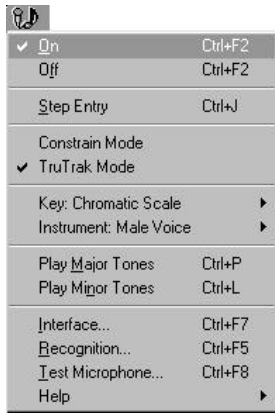 On Ctrl+F2
Off Ctrl+F2
Step Entry Ctrl+J
Constrain Mode
TruTrak Mode
Key: Chromatic Scale
Instrument: Male Voice
Play Major Tones Ctrl+P
Play Minor Tones Ctrl+L
Interface... Ctrl+F7
Recognition... Ctrl+F5
Test Microphone... Ctrl+F8
Help